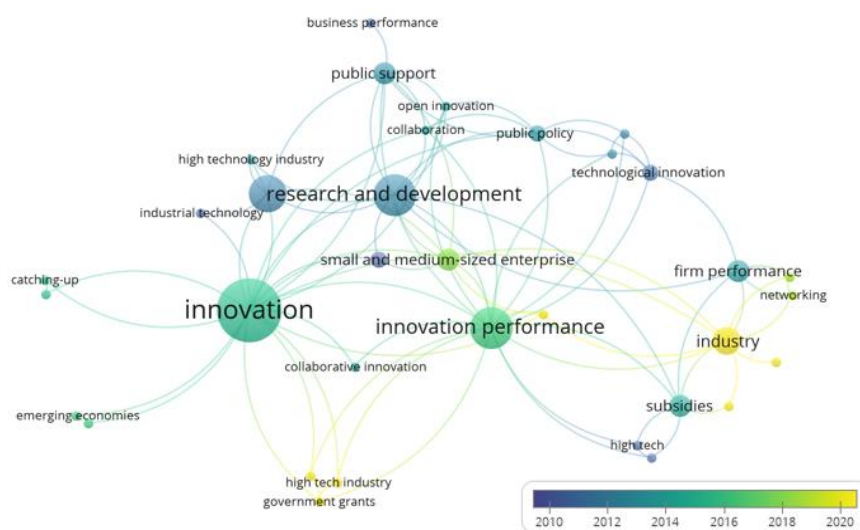 business performance
public support
open innovation
collaboration
public policy
high technology industry
technological innovation
research and development
industrial technology
small and medium-sized enterprise
firm performance
catching-up
networking
innovation
innovation performance
industry
collaborative innovation
subsidies
emerging economies
high tech
high tech industry
government grants
2010 2012 2014 2016 2018 2020